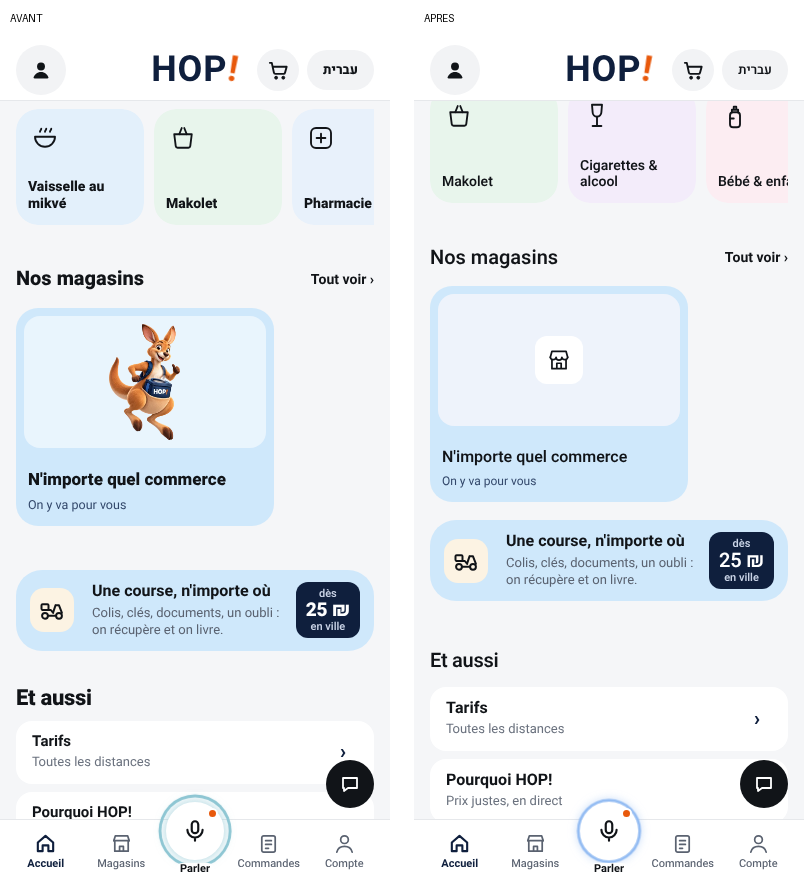 AVANT
HOP!
עברית
Vaisselle au
mikvé
Makolet
Pharmacie
Nos magasins
Tout voir ›
HOP!
N'importe quel commerce
On y va pour vous
Une course, n'importe où
Colis, clés, documents, un oubli :
on récupère et on livre.
dès
25 ₪
en ville
Et aussi
Tarifs
Toutes les distances
›
Pourquoi HOP!
Accueil
Magasins
Parler
Commandes
Compte
APRES
HOP!
עברית
Makolet
Cigarettes &
alcool
Bébé & enfa
Nos magasins
Tout voir ›
N'importe quel commerce
On y va pour vous
Une course, n'importe où
Colis, clés, documents, un oubli :
on récupère et on livre.
dès
25 ₪
en ville
Et aussi
Tarifs
Toutes les distances
›
Pourquoi HOP!
Prix justes, en direct
Accueil
Magasins
Parler
Commandes
Compte